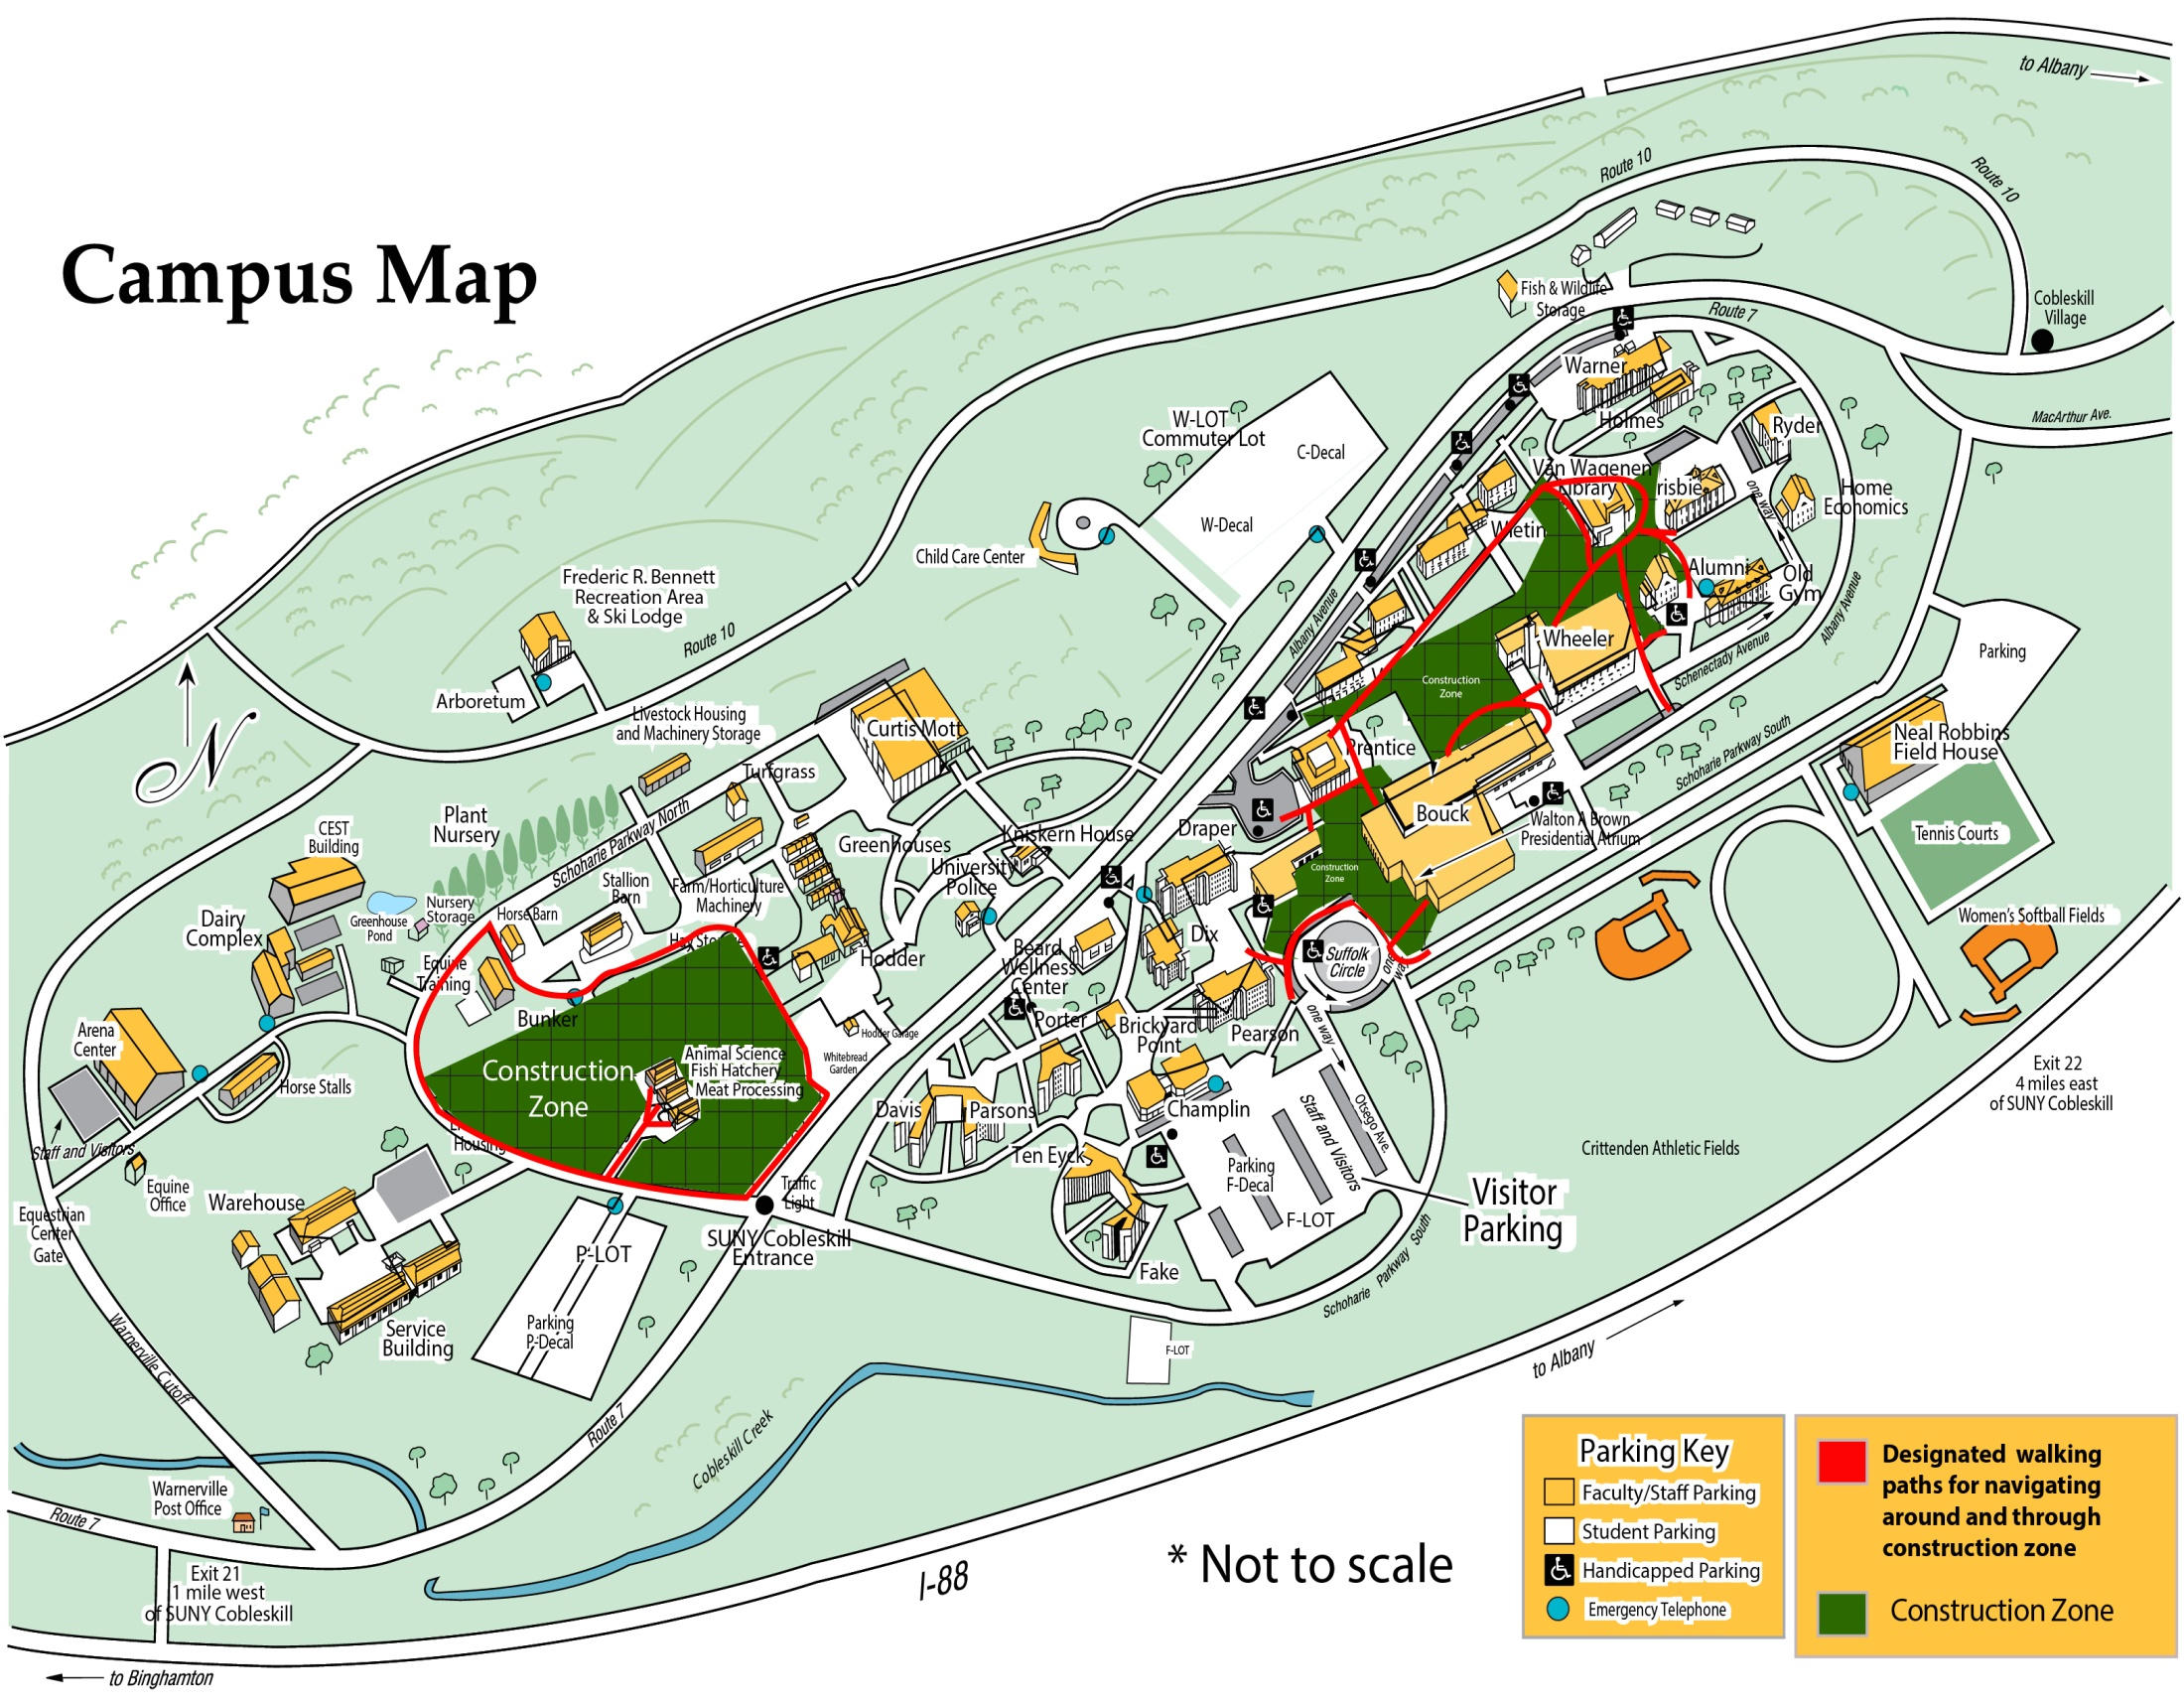 Campus Map
to Albany
Route 10
Route 10
Cobleskill
Village
Fish & Wildlife
Storage
Route 7
MacArthur Ave.
Warner
Holmes
Ryder
W-LOT
Commuter Lot
C-Decal
W-Decal
Van Wagenen
Library
risbie
one way
Home
Economics
Wieting
Child Care Center
Alumni
Old
Gym
Albany Avenue
Albany Avenue
Frederic R. Bennett
Recreation Area
& Ski Lodge
Route 10
Arboretum
Wheeler
Schenectady Avenue
Parking
Construction
Zone
Livestock Housing
and Machinery Storage
Curtis Mott
Prentice
Neal Robbins
Field House
Schoharie Parkway South
Turfgrass
N
Plant
Nursery
Schoharie Parkway North
CEST
Building
Greenhouses
Kniskern House
Draper
Bouck
Walton A Brown
Presidential Atrium
Tennis Courts
University
Police
Construction
Zone
Stallion
Barn
Farm/Horticulture
Machinery
Nursery
Storage
Horse Barn
Greenhouse
Pond
Dairy
Complex
Women's Softball Fields
Hodder
Beard
Wellness
Center
Dix
Suffolk
Circle
one way
Equine
Training
Bunker
Arena
Center
Hodder Garage
Porter
Brickyard
Point
Pearson
one way
Whitebread
Garden
Construction
Zone
Animal Science
Fish Hatchery
Meat Processing
Horse Stalls
Exit 22
4 miles east
of SUNY Cobleskill
Davis
Parsons
Champlin
Staff and Visitors
Otsego Ave.
Housing
Staff and Visitors
Crittenden Athletic Fields
Ten Eyck
Parking
F-Decal
Equine
Office
Warehouse
Traffic
Light
Visitor
Parking
Equestrian
Center
Gate
F-LOT
SUNY Cobleskill
Entrance
P-LOT
Fake
Schoharie Parkway South
Parking
P-Decal
Service
Building
Warnerville Cutoff
F-LOT
to Albany
Route 7
Cobleskill Creek
Warnerville
Post Office
Route 7
Exit 21
1 mile west
of SUNY Cobleskill
I-88
* Not to scale
to Binghamton
Parking Key
Faculty/Staff Parking
Student Parking
Handicapped Parking
Emergency Telephone
Designated walking
paths for navigating
around and through
construction zone
Construction Zone